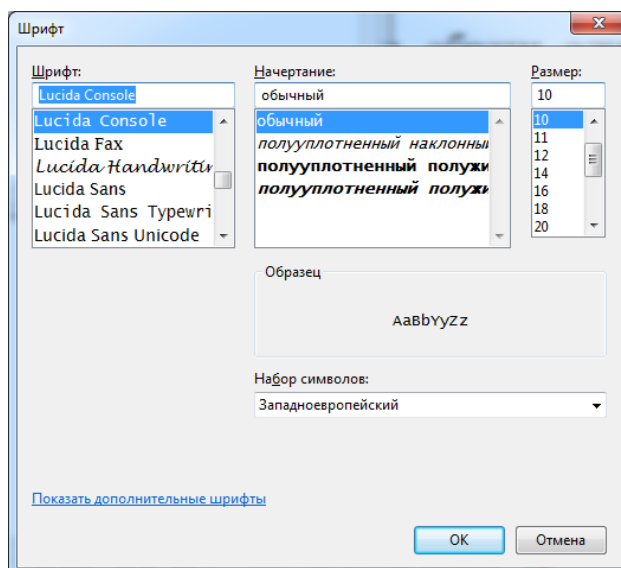 Шрифт
Шрифт:
Lucida Console
Lucida Console
Lucida Fax
Lucida Handwritin
Lucida Sans
Lucida Sans Typewri
Lucida Sans Unicode
Начертание:
обычный
обычный
полууплотненный наклонный
полууплотненный полужи
полууплотненный полужи
Размер:
10
10
11
12
14
16
18
20
Образец
AaBbYyZz
Набор символов:
Западноевропейский
Показать дополнительные шрифты
OK
Отмена